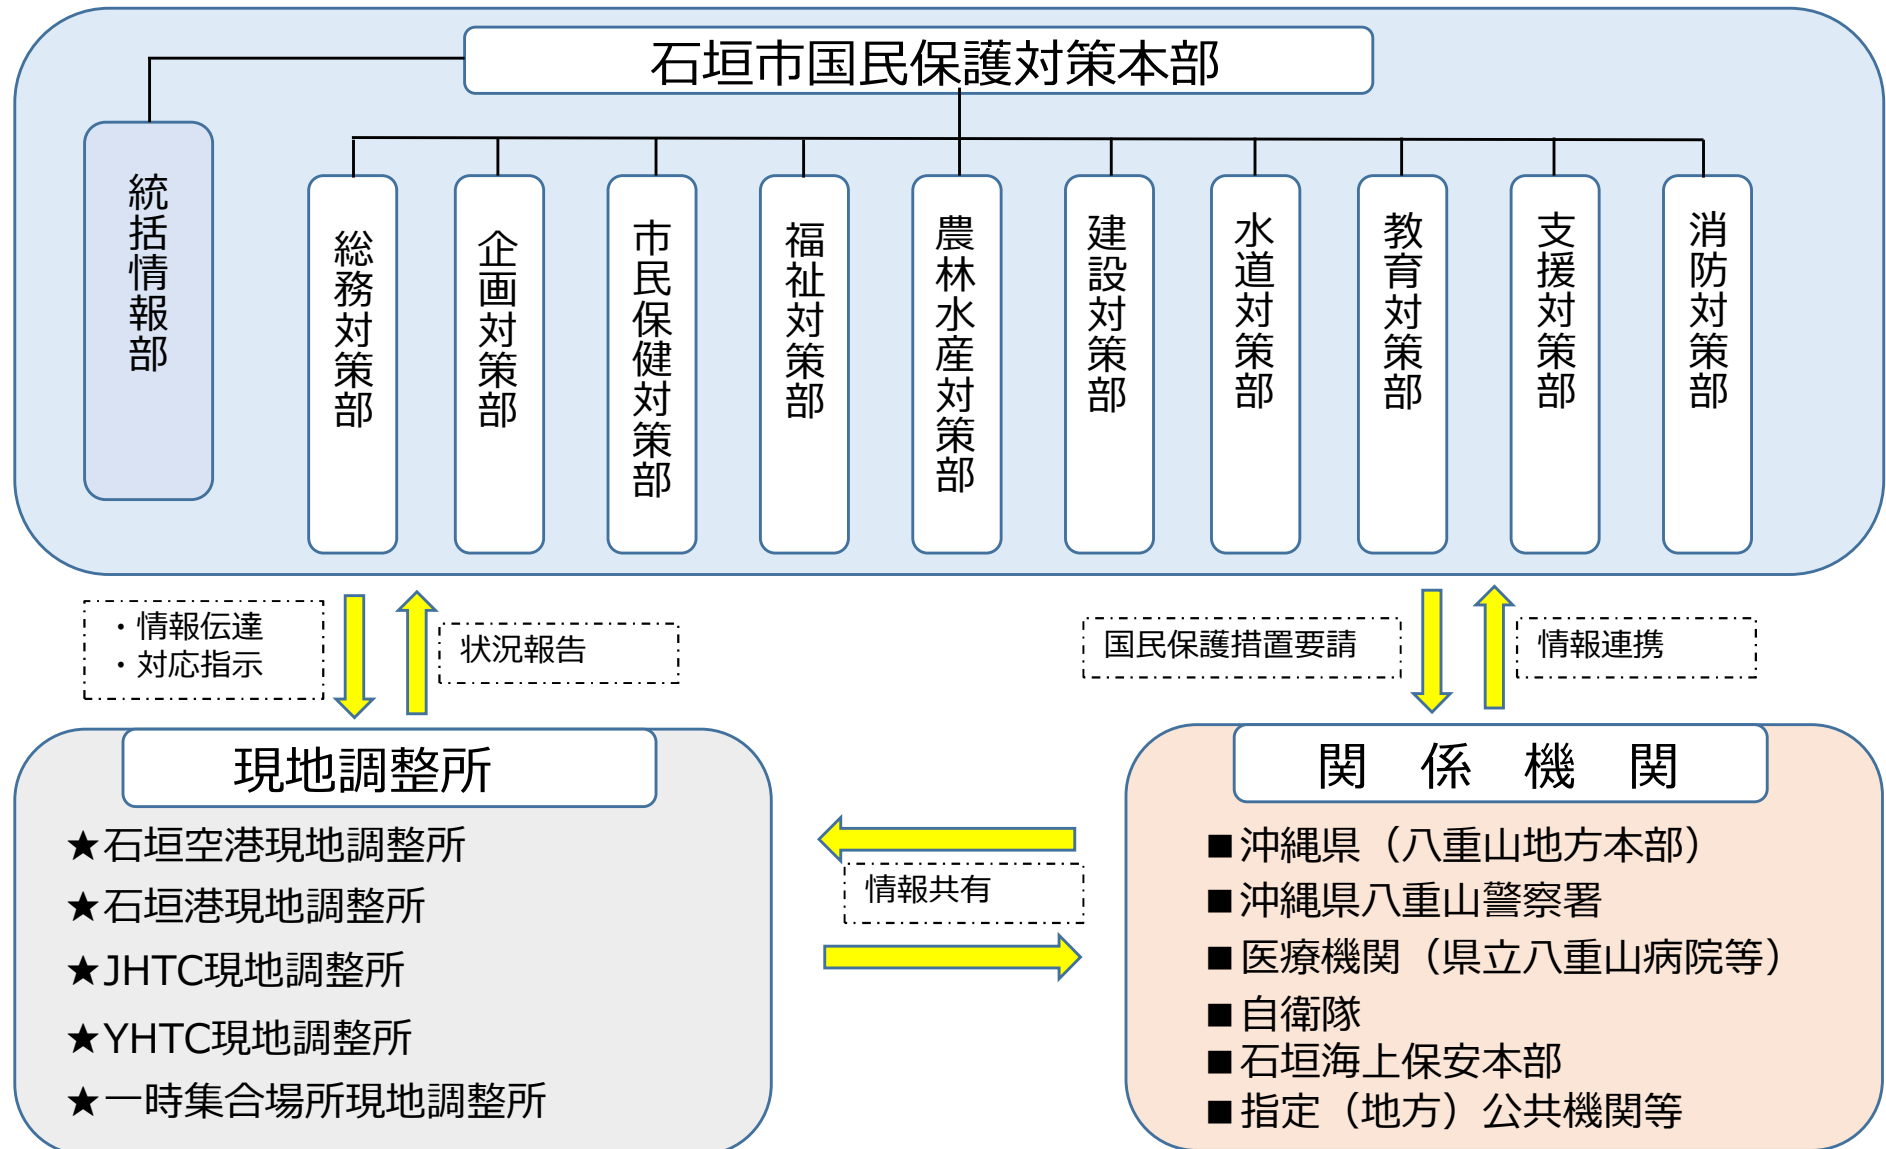 石垣市国民保護対策本部
統括情報部
総務対策部
企画対策部
市民保健対策部
福祉対策部
農林水産対策部
建設対策部
水道対策部
教育対策部
支援対策部
消防対策部
・情報伝達
・対応指示
状況報告
国民保護措置要請
情報連携
現地調整所
★石垣空港現地調整所
★石垣港現地調整所
★JHTC現地調整所
★YHTC現地調整所
★一時集合場所現地調整所
情報共有
関　係　機　関
■沖縄県（八重山地方本部）
■沖縄県八重山警察署
■医療機関（県立八重山病院等）
■自衛隊
■石垣海上保安本部
■指定（地方）公共機関等